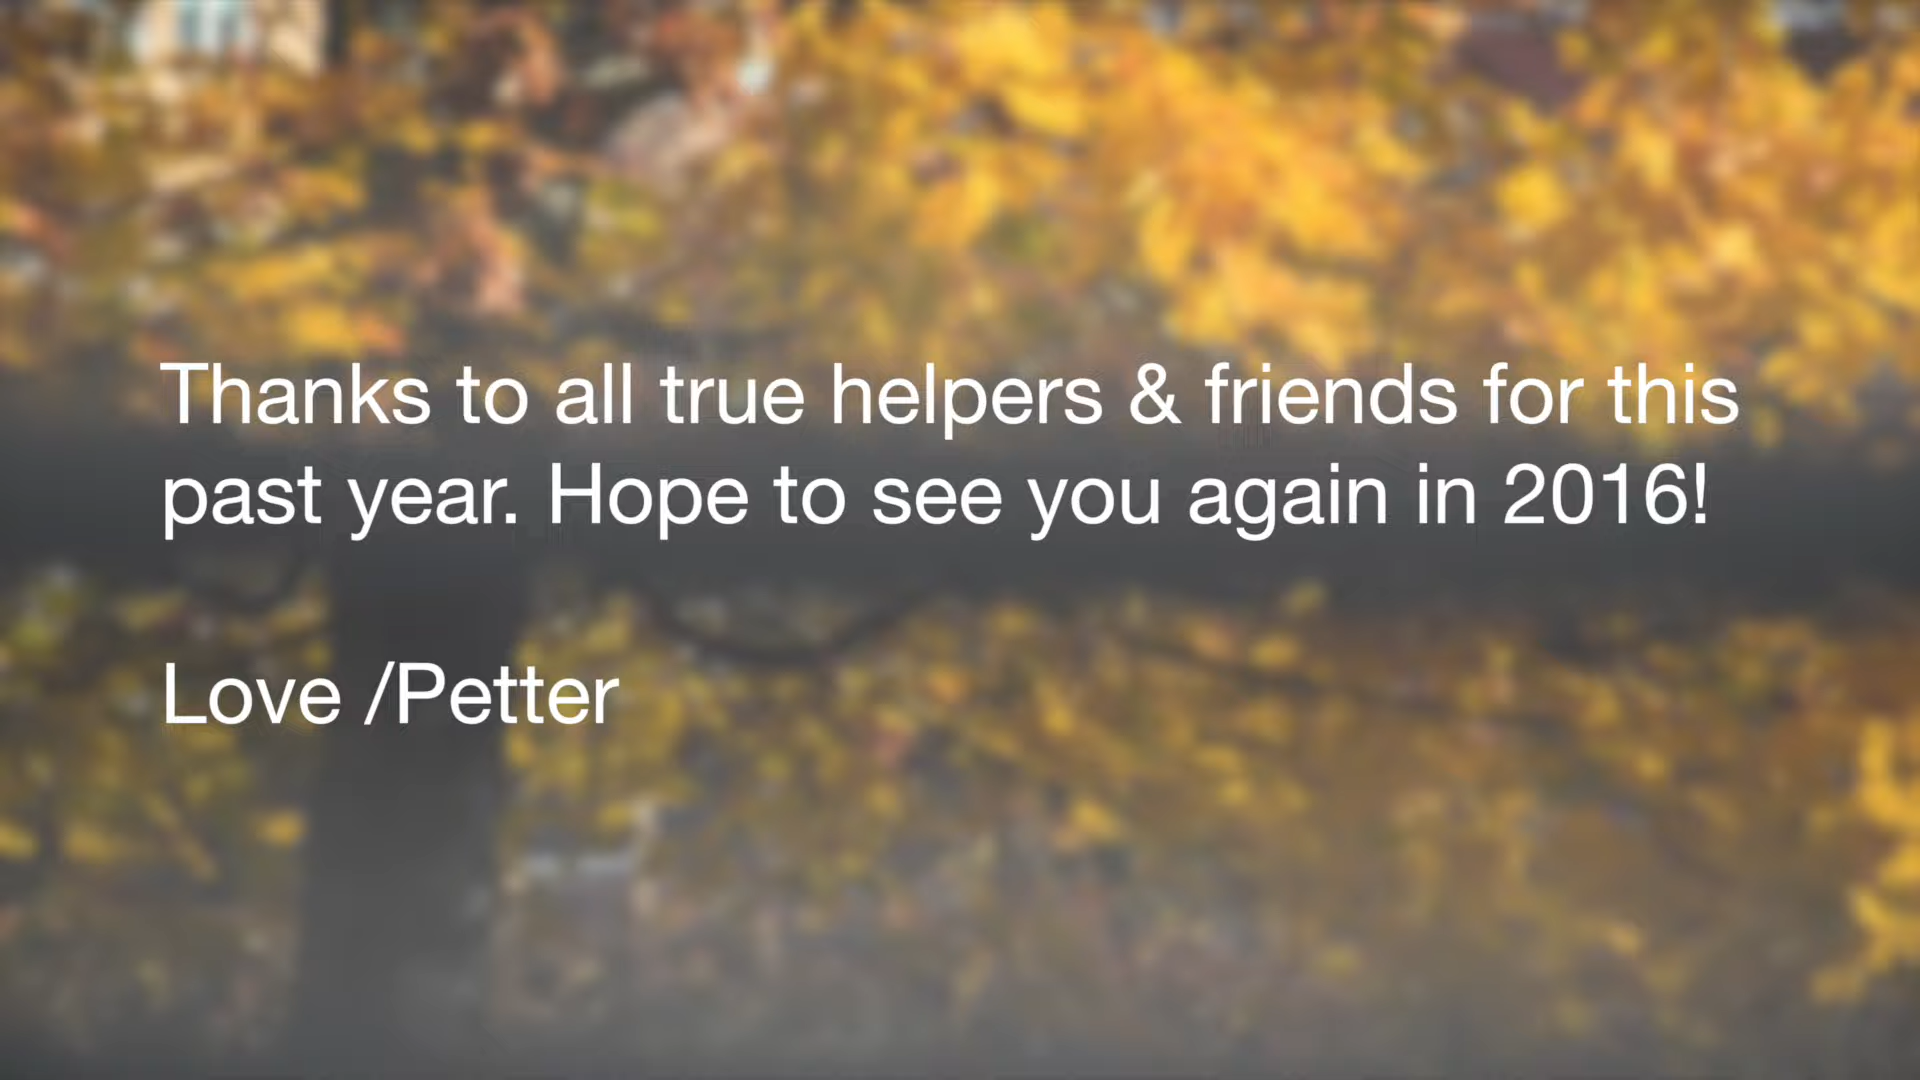 Thanks to all true helpers & friends for this
past year. Hope to see you again in 2016!
Love /Petter